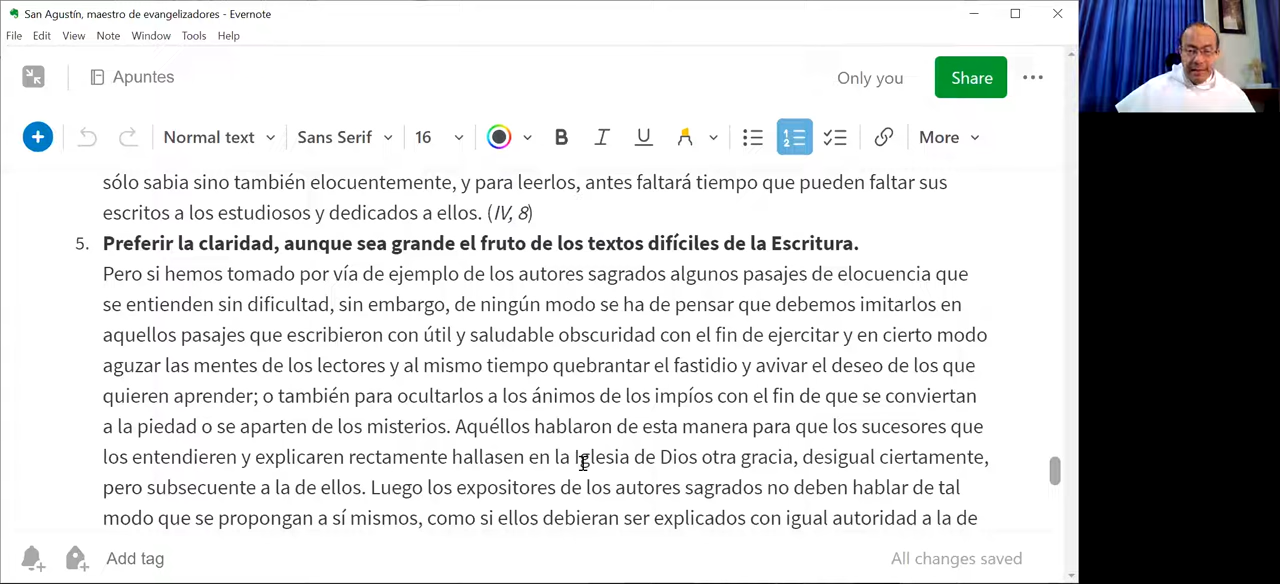 San Agustín, maestro de evangelizadores - Evernote
File Edit View Note Window Tools Help
Apuntes
Only you
Share
Normal text
Sans Serif
16
B I U
More
sólo sabia sino también elocuentemente, y para leerlos, antes faltará tiempo que pueden faltar sus
escritos a los estudiosos y dedicados a ellos. (IV, 8)
5. Preferir la claridad, aunque sea grande el fruto de los textos difíciles de la Escritura.
Pero si hemos tomado por vía de ejemplo de los autores sagrados algunos pasajes de elocuencia que
se entienden sin dificultad, sin embargo, de ningún modo se ha de pensar que debemos imitarlos en
aquellos pasajes que escribieron con útil y saludable obscuridad con el fin de ejercitar y en cierto modo
aguzar las mentes de los lectores y al mismo tiempo quebrantar el fastidio y avivar el deseo de los que
quieren aprender; o también para ocultarlos a los ánimos de los impíos con el fin de que se conviertan
a la piedad o se aparten de los misterios. Aquéllos hablaron de esta manera para que los sucesores que
los entendieren y explicaren rectamente hallasen en la Iglesia de Dios otra gracia, desigual ciertamente,
pero subsecuente a la de ellos. Luego los expositores de los autores sagrados no deben hablar de tal
modo que se propongan a sí mismos, como si ellos debieran ser explicados con igual autoridad a la de
Add tag
All changes saved